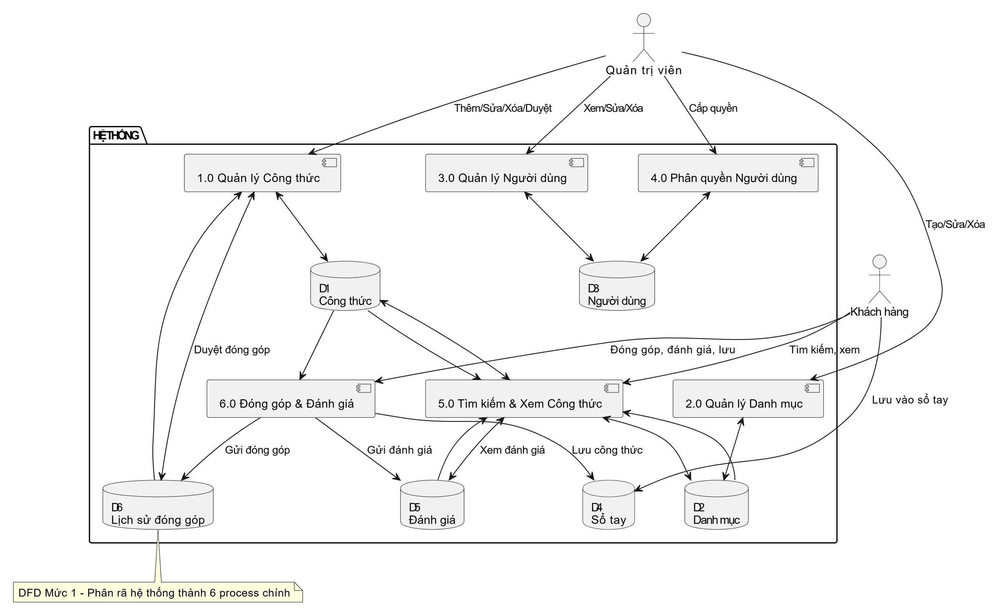 Quản trị viên
Thêm/Sửa/Xóa/Duyệt
Xem/Sửa/Xóa
Cấp quyền
HỆ THỐNG
1.0 Quản lý Công thức
3.0 Quản lý Người dùng
4.0 Phân quyền Người dùng
Tạo/Sửa/Xóa
D1
Công thức
D3
Người dùng
Khách hàng
Duyệt đóng góp
Đóng góp, đánh giá, lưu
Tìm kiếm, xem
6.0 Đóng góp & Đánh giá
5.0 Tìm kiếm & Xem Công thức
2.0 Quản lý Danh mục
Lưu vào sổ tay
Gửi đóng góp
Gửi đánh giá
Xem đánh giá
Lưu công thức
D6
Lịch sử đóng góp
D5
Đánh giá
D4
Sổ tay
D2
Danh mục
DFD Mức 1 - Phân rã hệ thống thành 6 process chính